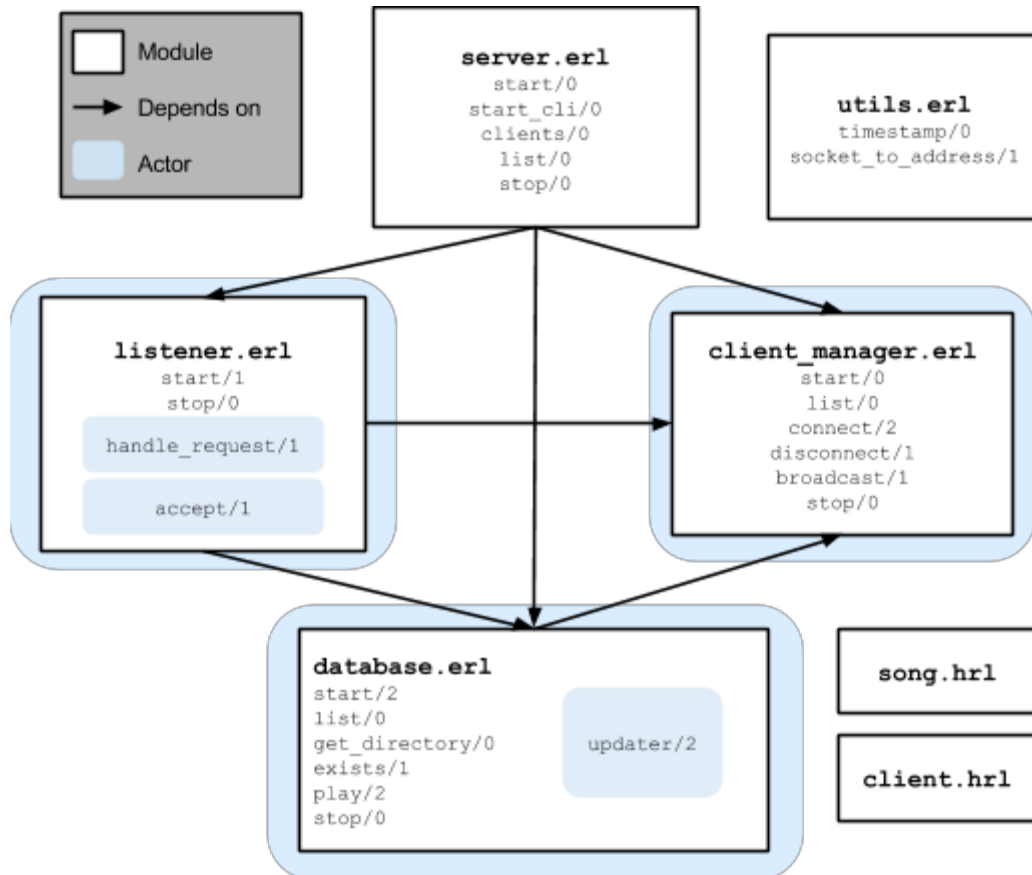 Module
Depends on
Actor
server.erl
start/0
start_cli/0
clients/0
list/0
stop/0
utils.erl
timestamp/0
socket_to_address/1
listener.erl
start/1
stop/0
handle_request/1
accept/1
client_manager.erl
start/0
list/0
connect/2
disconnect/1
broadcast/1
stop/0
database.erl
start/2
list/0
get_directory/0
exists/1
play/2
stop/0
updater/2
song.hrl
client.hrl